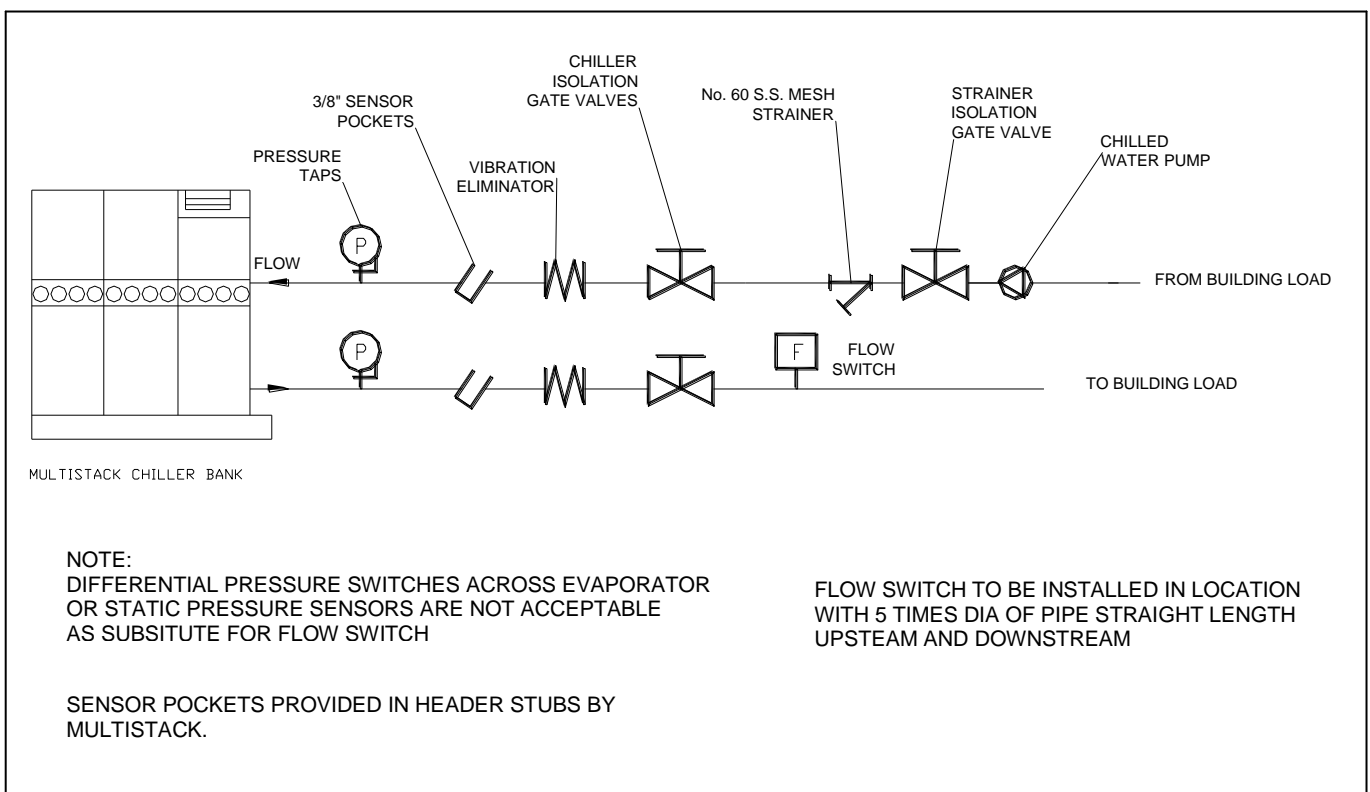 CHILLER
ISOLATION
GATE VALVES
3/8" SENSOR
POCKETS
No. 60 S.S. MESH
STRAINER
STRAINER
ISOLATION
GATE VALVE
CHILLED
WATER PUMP
PRESSURE
TAPS
VIBRATION
ELIMINATOR
P
FLOW
FROM BUILDING LOAD
P
F
FLOW
SWITCH
TO BUILDING LOAD
MULTISTACK CHILLER BANK
NOTE:
DIFFERENTIAL PRESSURE SWITCHES ACROSS EVAPORATOR
OR STATIC PRESSURE SENSORS ARE NOT ACCEPTABLE
AS SUBSITUTE FOR FLOW SWITCH
FLOW SWITCH TO BE INSTALLED IN LOCATION
WITH 5 TIMES DIA OF PIPE STRAIGHT LENGTH
UPSTEAM AND DOWNSTREAM
SENSOR POCKETS PROVIDED IN HEADER STUBS BY
MULTISTACK.